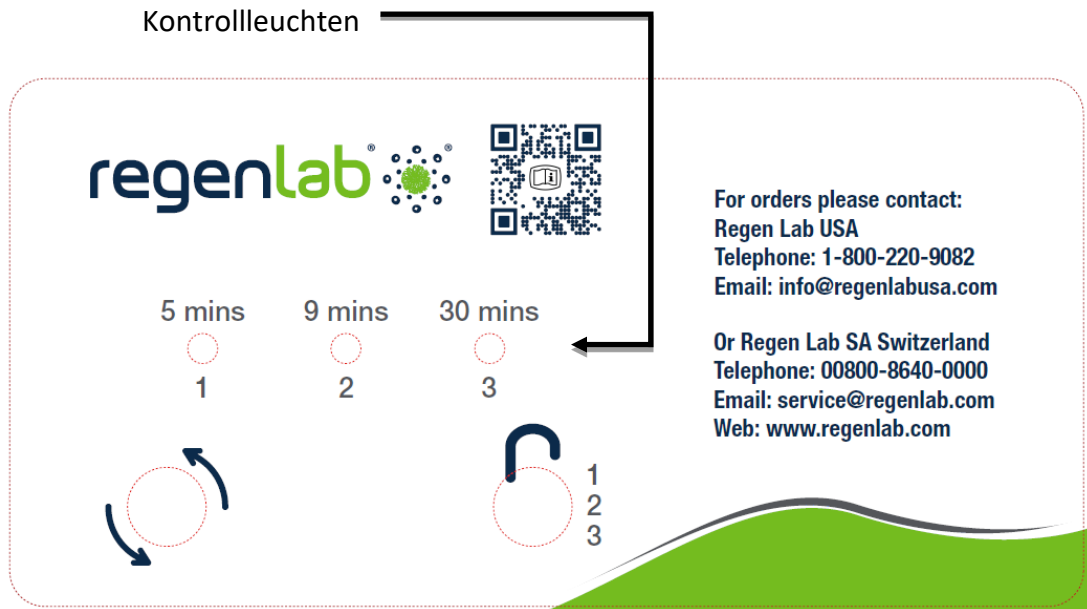 Kontrollleuchten
regenlab® ®
For orders please contact:
Regen Lab USA
Telephone: 1-800-220-9082
Email: info@regenlabusa.com
Or Regen Lab SA Switzerland
Telephone: 00800-8640-0000
Email: service@regenlab.com
Web: www.regenlab.com
5 mins 9 mins 30 mins
1 2 3
1
2
3